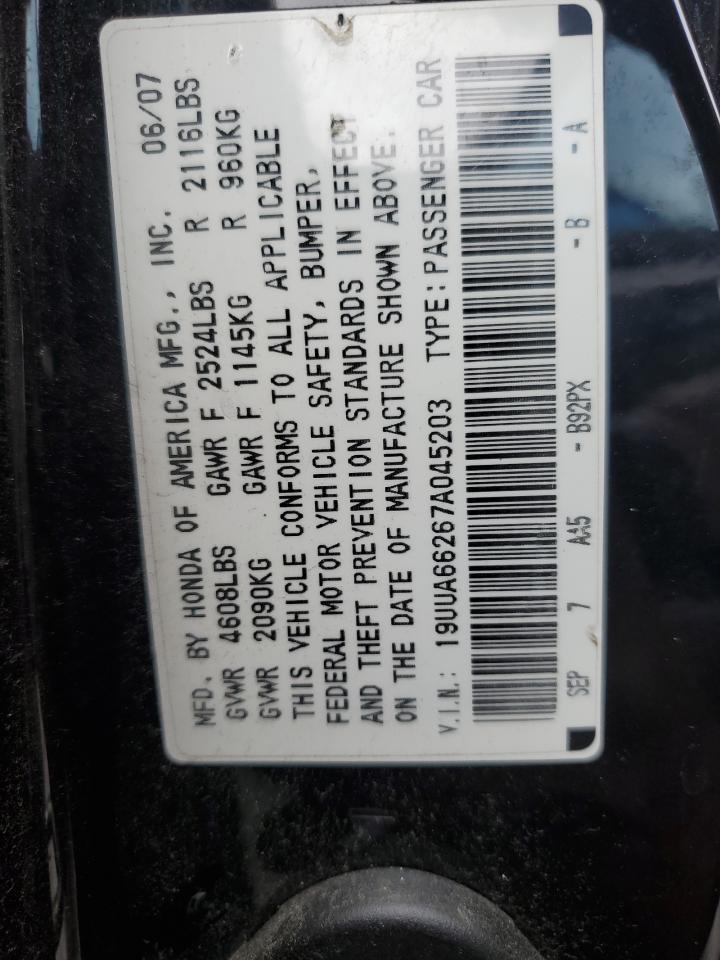 MFD. BY HONDA OF AMERICA MFG., INC. 06/07
GVWR 4608LBS GAWR F 2524LBS R 2116LBS
GVWR 2090KG GAWR F 1145KG R 960KG
THIS VEHICLE CONFORMS TO ALL APPLICABLE
FEDERAL MOTOR VEHICLE SAFETY, BUMPER,
AND THEFT PREVENTION STANDARDS IN EFFECT
ON THE DATE OF MANUFACTURE SHOWN ABOVE.
V.I.N.: 19UUA66267A045203 TYPE:PASSENGER CAR
SEP 7 AA5 - B92PX - B - A